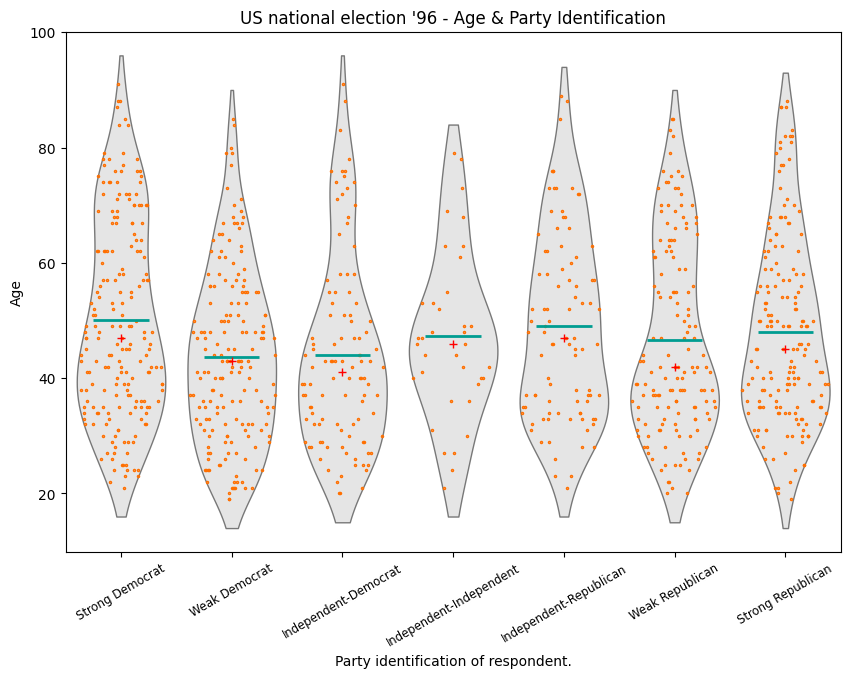 US national election '96 - Age & Party Identification
100
80
60
40
20
Age
Strong Democrat
Weak Democrat
Independent-Democrat
Independent-Independent
Independent-Republican
Weak Republican
Strong Republican
Party identification of respondent.